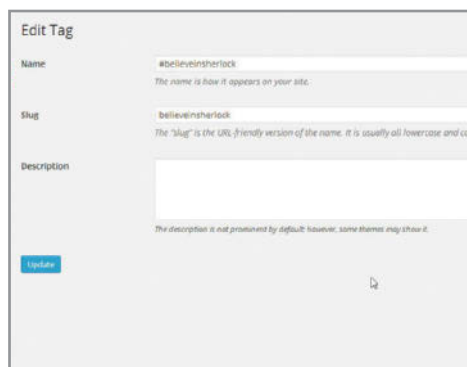 Edit Tag
Name
#believeinsherlock
The name is how it appears on your site.
Slug
believeinsherlock
The "slug" is the URL-friendly version of the name. It is usually all lowercase and
Description
The description is not prominent by default; however, some themes may show it.
Update